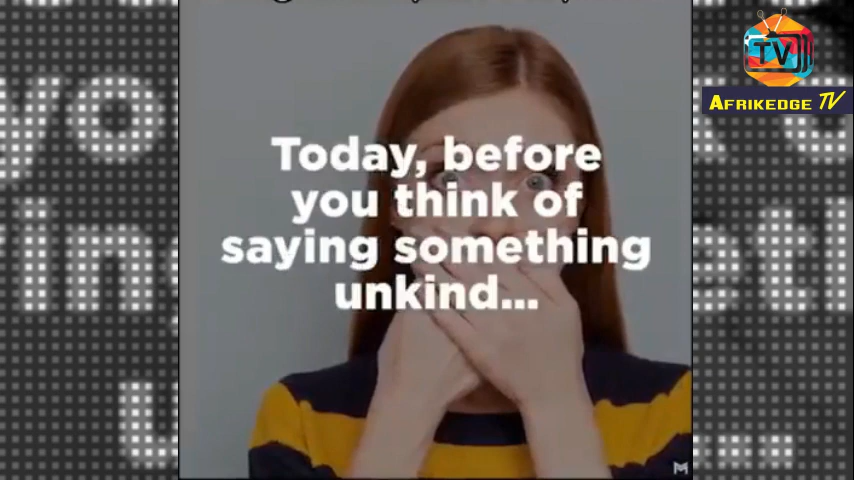 TV
AFRIKEDGE TV
Today, before
you think of
saying something
unkind...
M